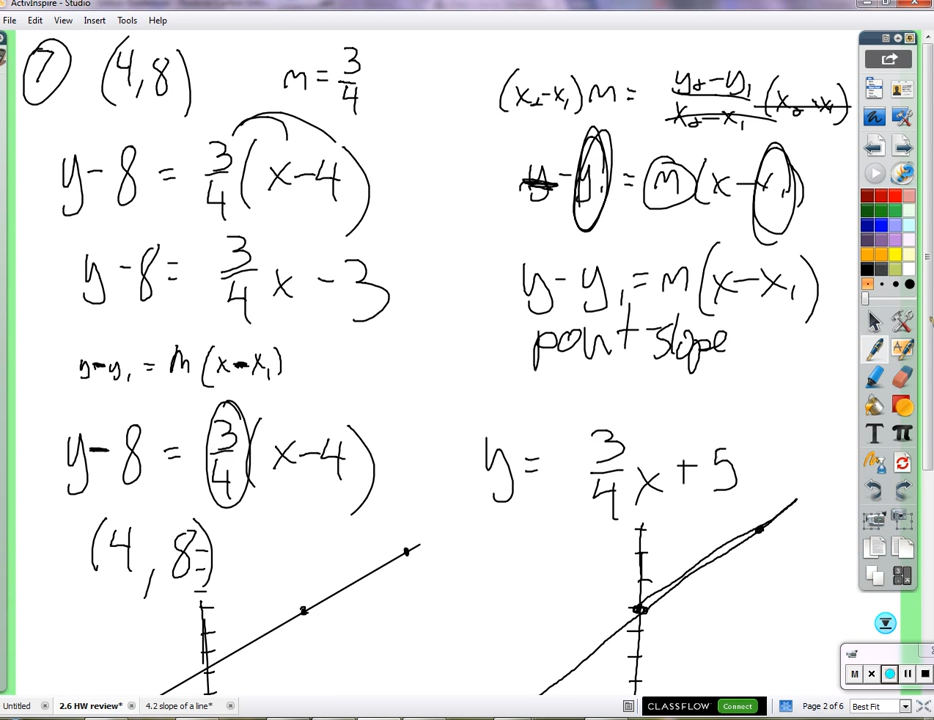 ActivInspire - Studio
File Edit View Insert Tools Help
7 (4,8) m = 3/4
y - 8 = 3/4 (x - 4)
y - 8 = 3/4 x - 3
y - y₁ = m (x - x₁)
y - 8 = 3/4 (x - 4)
(4, 8)
(x₂ - x₁) m = y₂ - y₁ / x₂ - x₁ (x₂ - x₁)
y - y₁ = m (x - x₁)
y - y₁ = m (x - x₁)
point slope
y = 3/4 x + 5
Untitled 2.6 HW review* 4.2 slope of a line* CLASSFLOW Connect Page 2 of 6 Best Fit